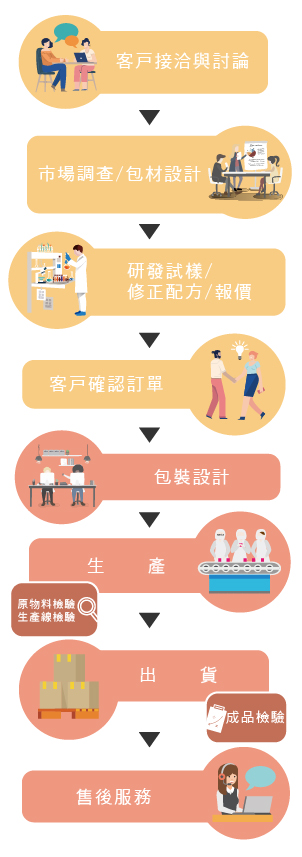 客戶接洽與討論
市場調查/包材設計
研發試樣/
修正配方/報價
客戶確認訂單
包裝設計
生產
原物料檢驗
生產線檢驗
出貨
成品檢驗
售後服務